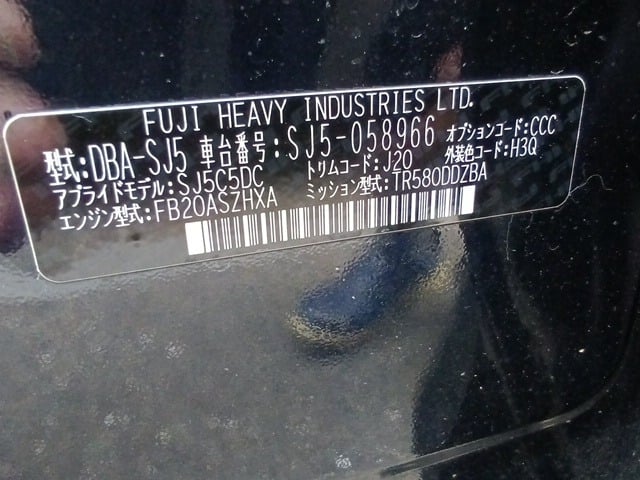 FUJI HEAVY INDUSTRIES LTD.
型式:DBA-SJ5 車台番号:SJ5-058966 オプションコード:CCC
アプライドモデル:SJ5C5DC トリムコード:J20 外装色コード:H3Q
エンジン型式:FB20ASZHXA ミッション型式:TR580DDZBA